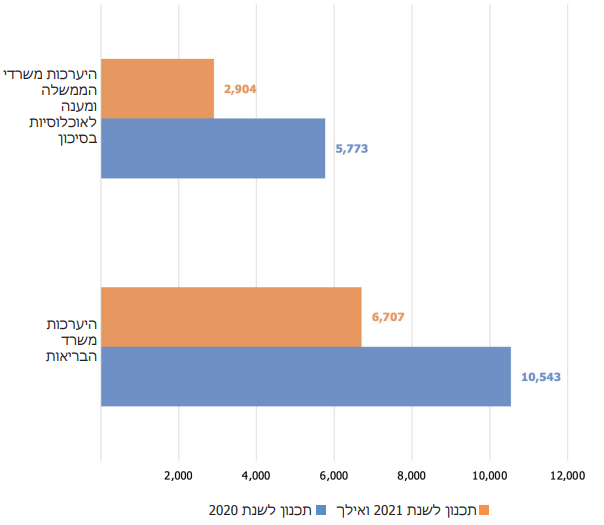 היערכות משרדי
הממשלה
ומענה
לאוכלוסיות
בסיכון
2,904
5,773
היערכות
משרד
הבריאות
6,707
10,543
2,000 4,000 6,000 8,000 10,000 12,000
תכנון לשנת 2021 ואילך תכנון לשנת 2020